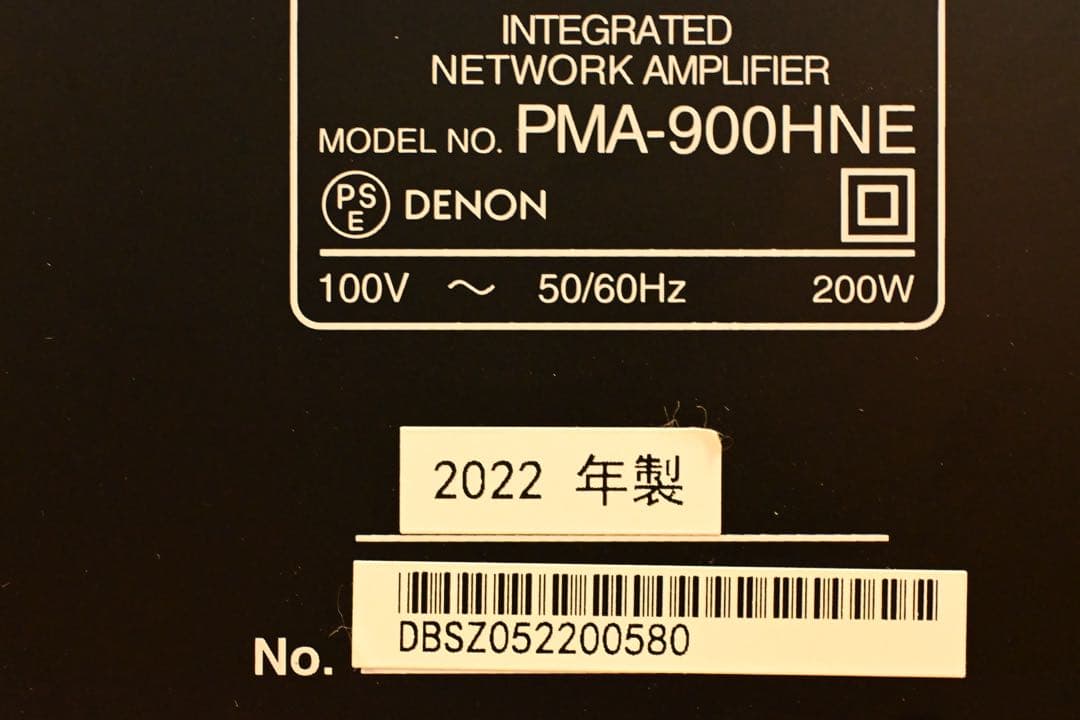 INTEGRATED
NETWORK AMPLIFIER
MODEL NO. PMA-900HNE
PS
E
DENON
100V ~ 50/60Hz 200W
2022 年製
DBSZ052200580
No.